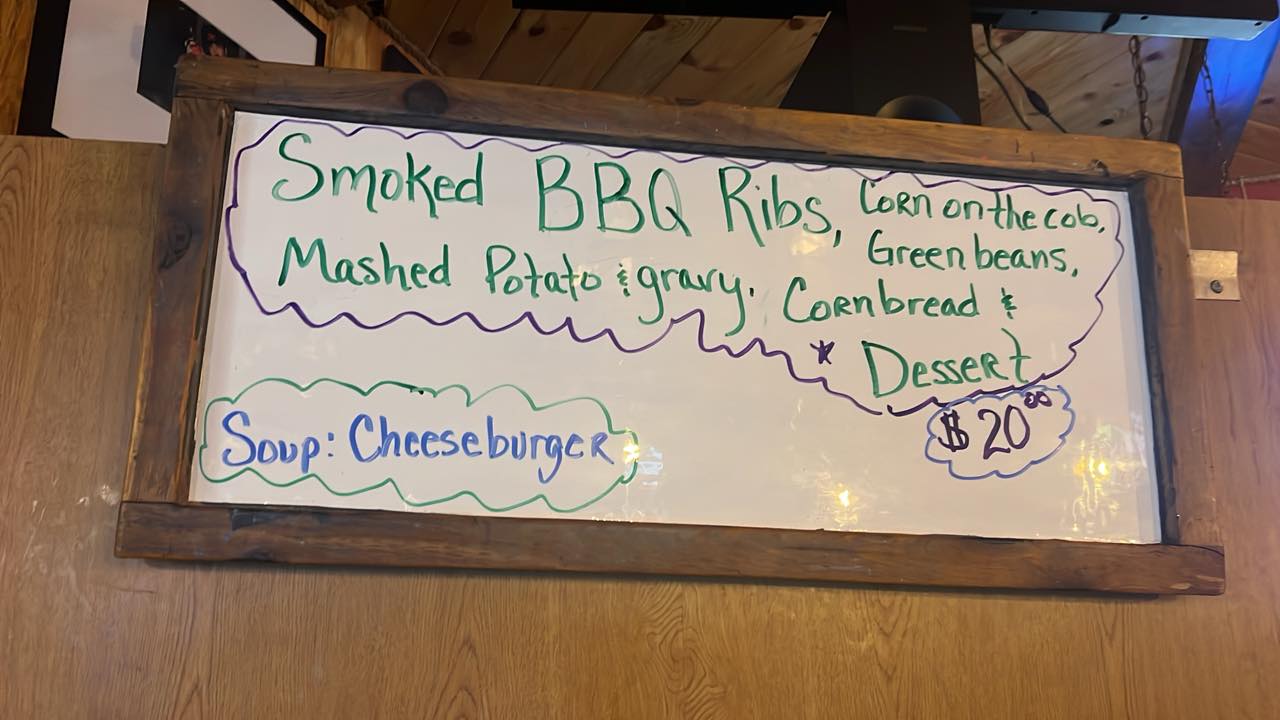 Smoked BBQ Ribs, Corn on the cob,
Green beans,
Mashed Potato & gravy. Cornbread &
* Dessert
$20.00
Soup: Cheeseburger